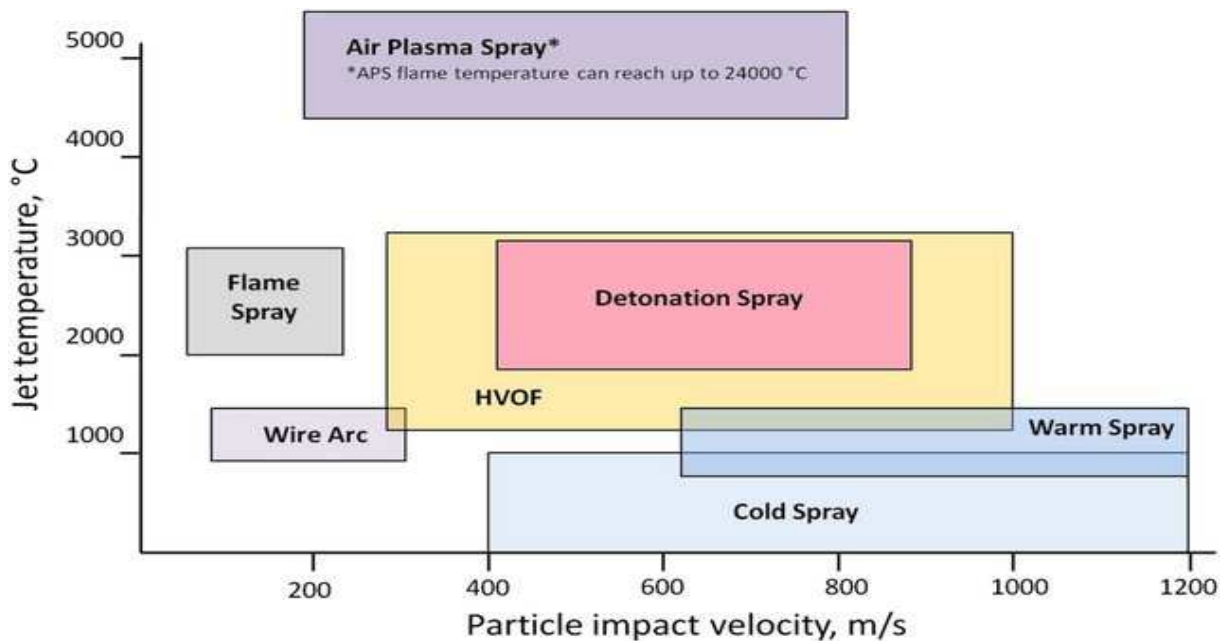 5000
4000
3000
2000
1000
Jet temperature, °C
Air Plasma Spray*
*APS flame temperature can reach up to 24000 °C
Flame
Spray
Detonation Spray
HVOF
Wire Arc
Warm Spray
Cold Spray
200
400
600
800
1000
1200
Particle impact velocity, m/s